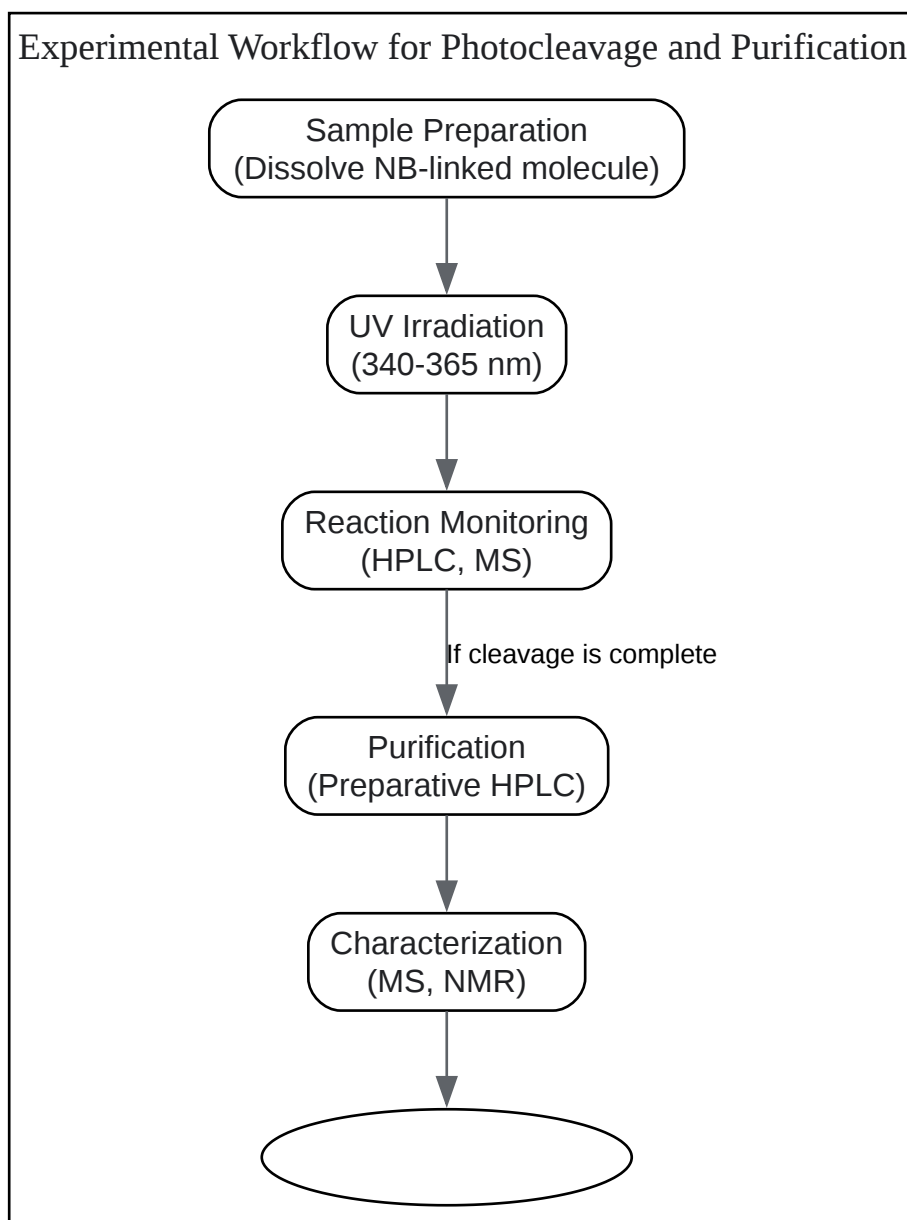 Experimental Workflow for Photocleavage and Purification
Sample Preparation
(Dissolve NB-linked molecule)
UV Irradiation
(340-365 nm)
Reaction Monitoring
(HPLC, MS)
If cleavage is complete
Purification
(Preparative HPLC)
Characterization
(MS, NMR)